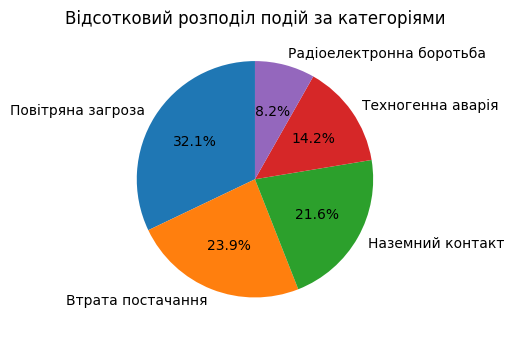 Відсотковий розподіл подій за категоріями
Радіоелектронна боротьба
8.2%
Повітряна загроза
32.1%
Техногенна аварія
14.2%
21.6%
Наземний контакт
23.9%
Втрата постачання